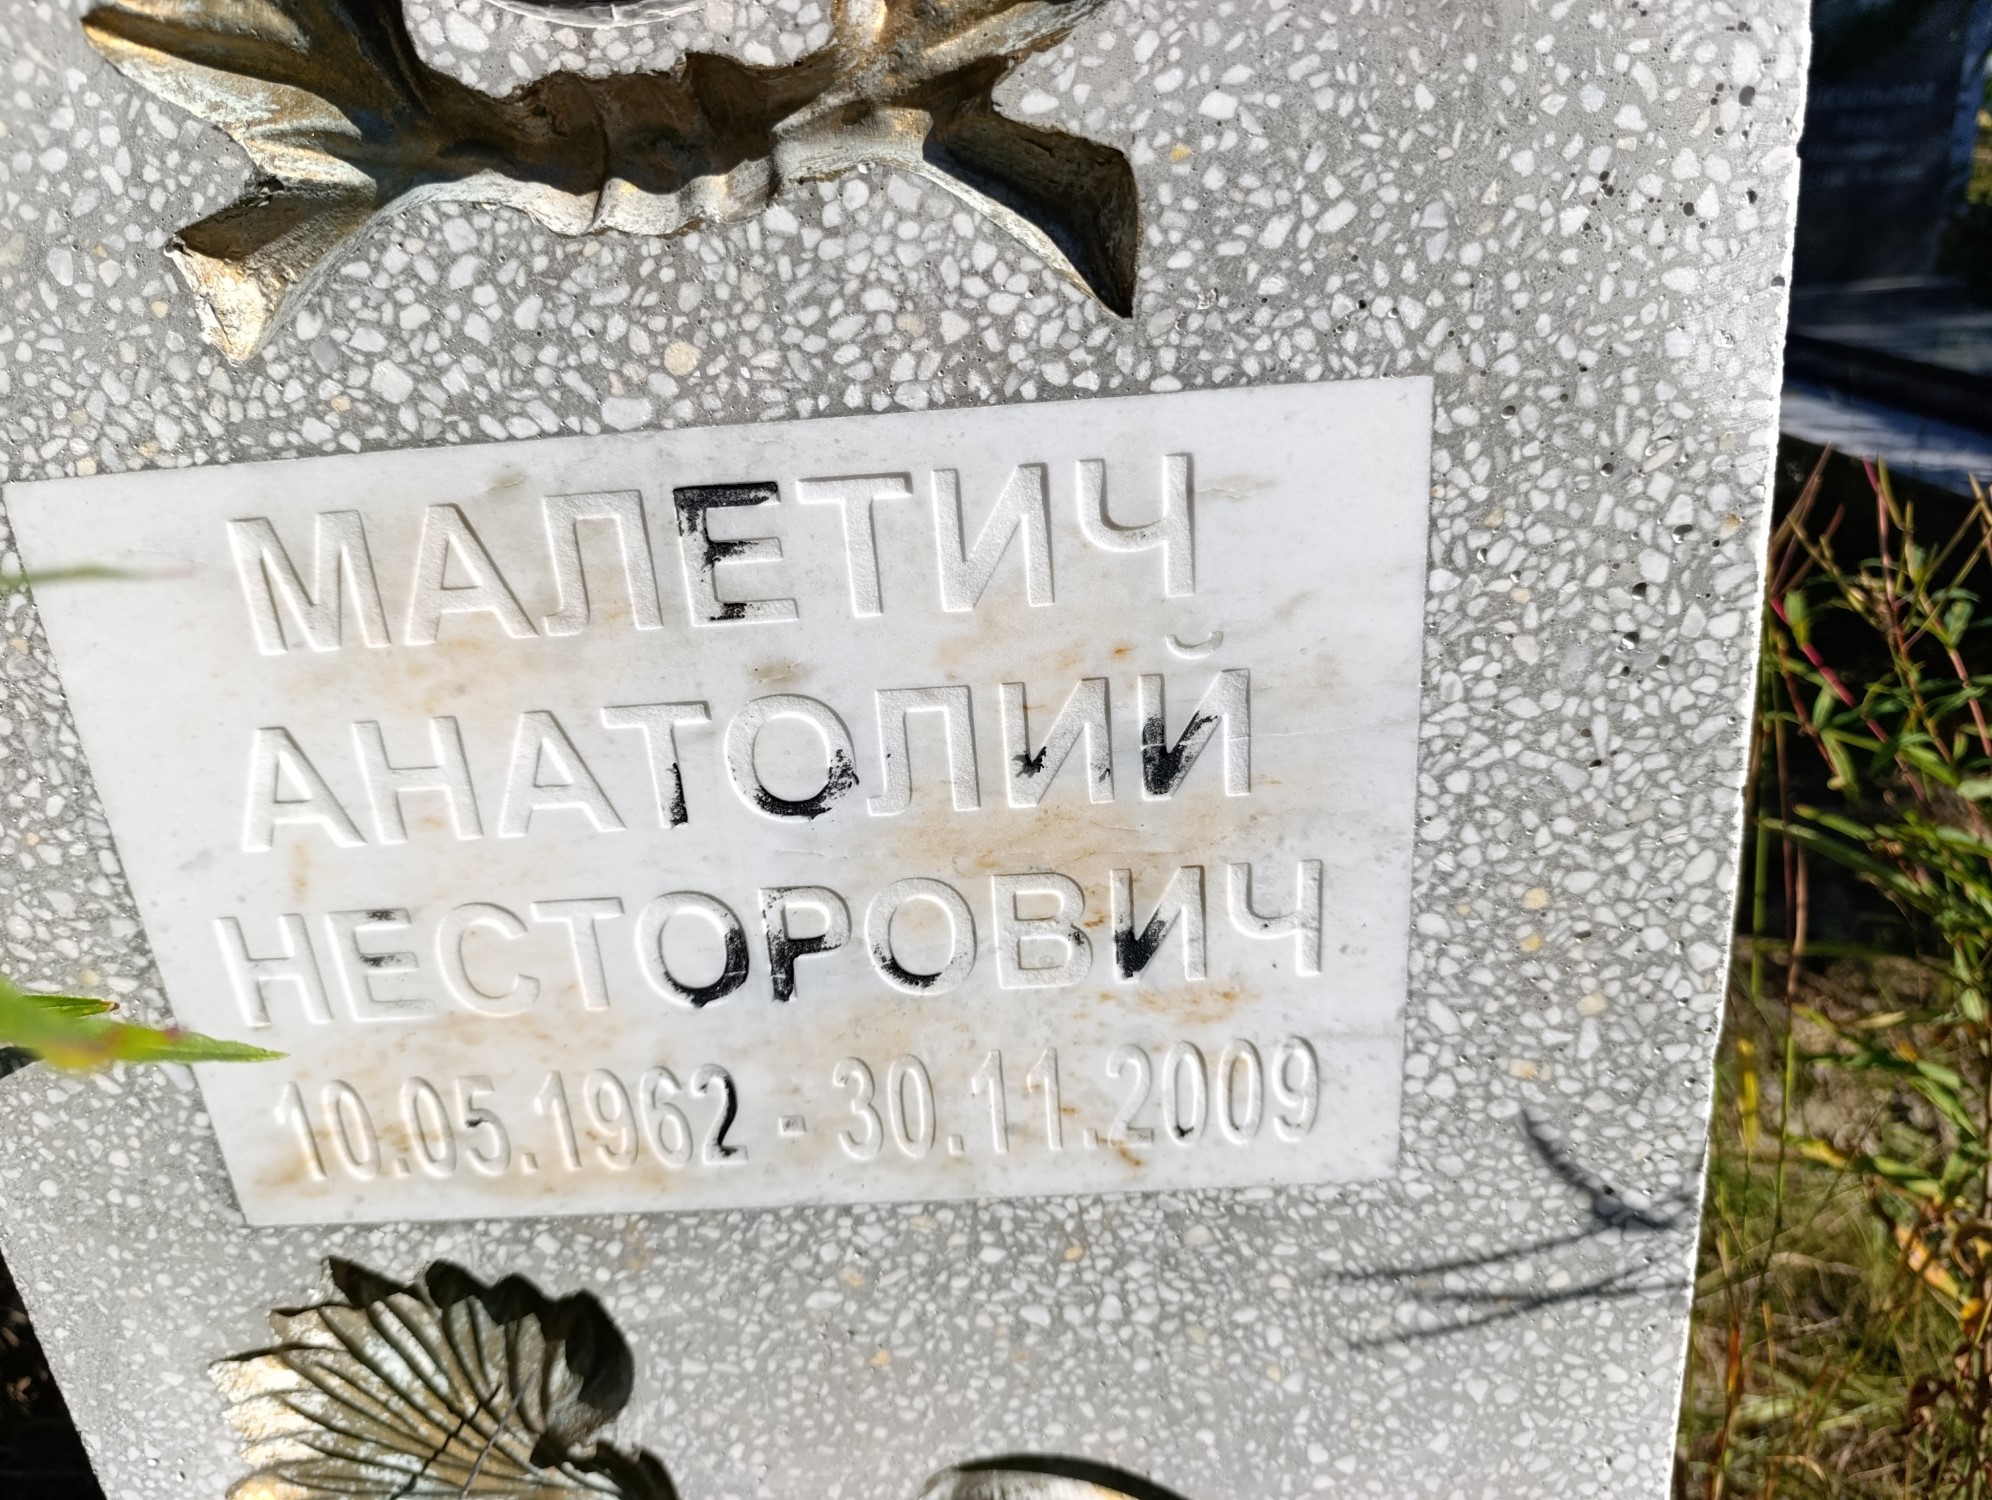 МАЛЕТИЧ
АНАТОЛИЙ
НЕСТОРОВИЧ
10.05.1962 - 30.11.2009